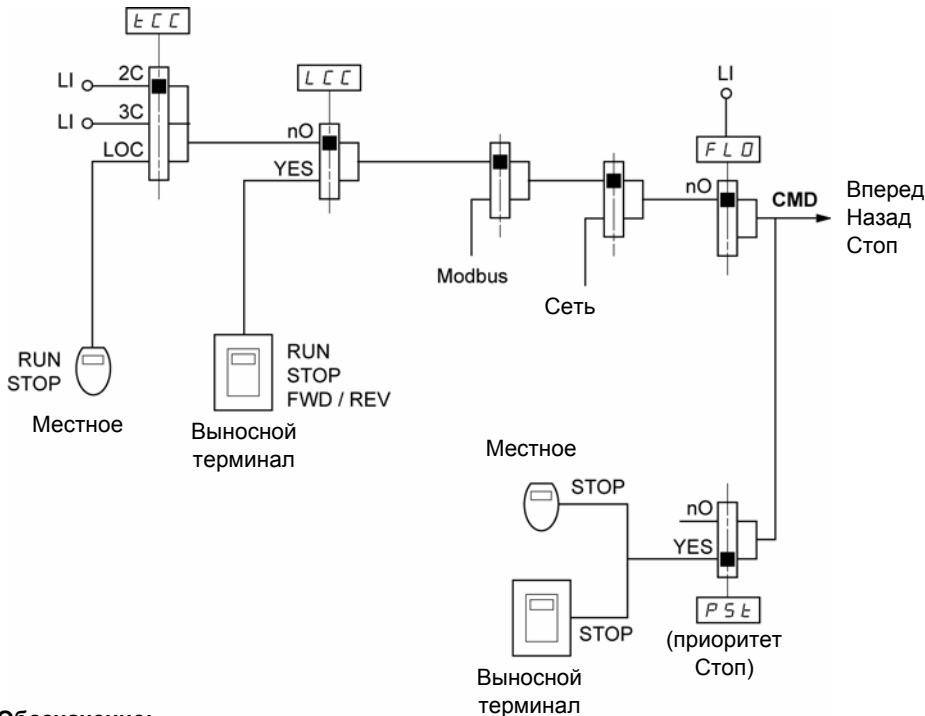 tCC
LCC
LI
2C
LI
3C
LOC
nO
YES
LI
FLO
nO
CMD
Вперед
Назад
Стоп
Modbus
Сеть
RUN
STOP
Местное
RUN
STOP
FWD / REV
Выносной
терминал
Местное
STOP
nO
YES
STOP
PSt
(приоритет
Стоп)
Выносной
терминал